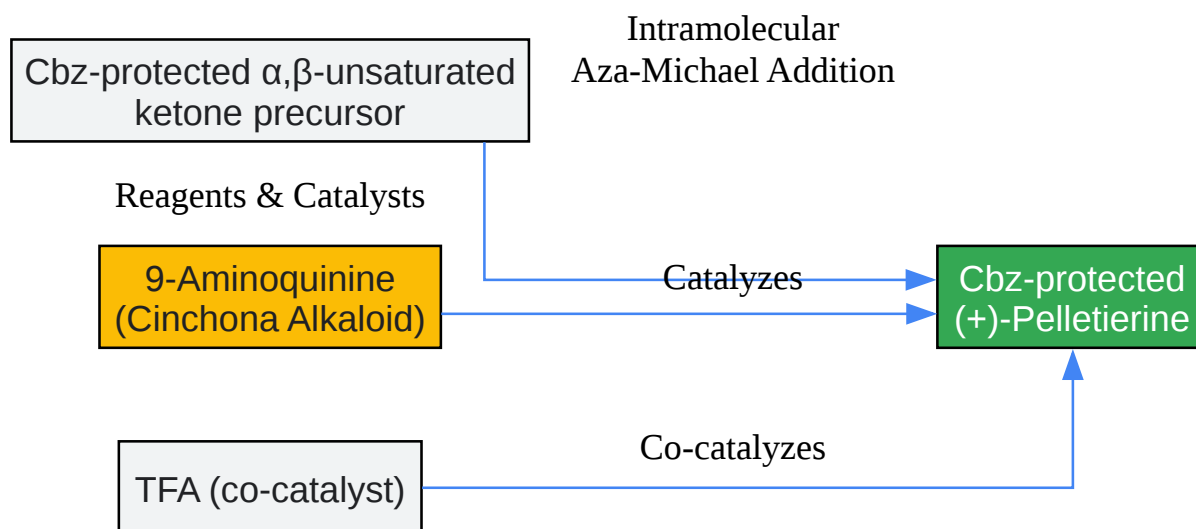 Intramolecular
Aza-Michael Addition
Cbz-protected α,β-unsaturated
ketone precursor
Reagents & Catalysts
9-Aminoquinine
(Cinchona Alkaloid)
Catalyzes
Cbz-protected
(+)-Pelletierine
Co-catalyzes
TFA (co-catalyst)